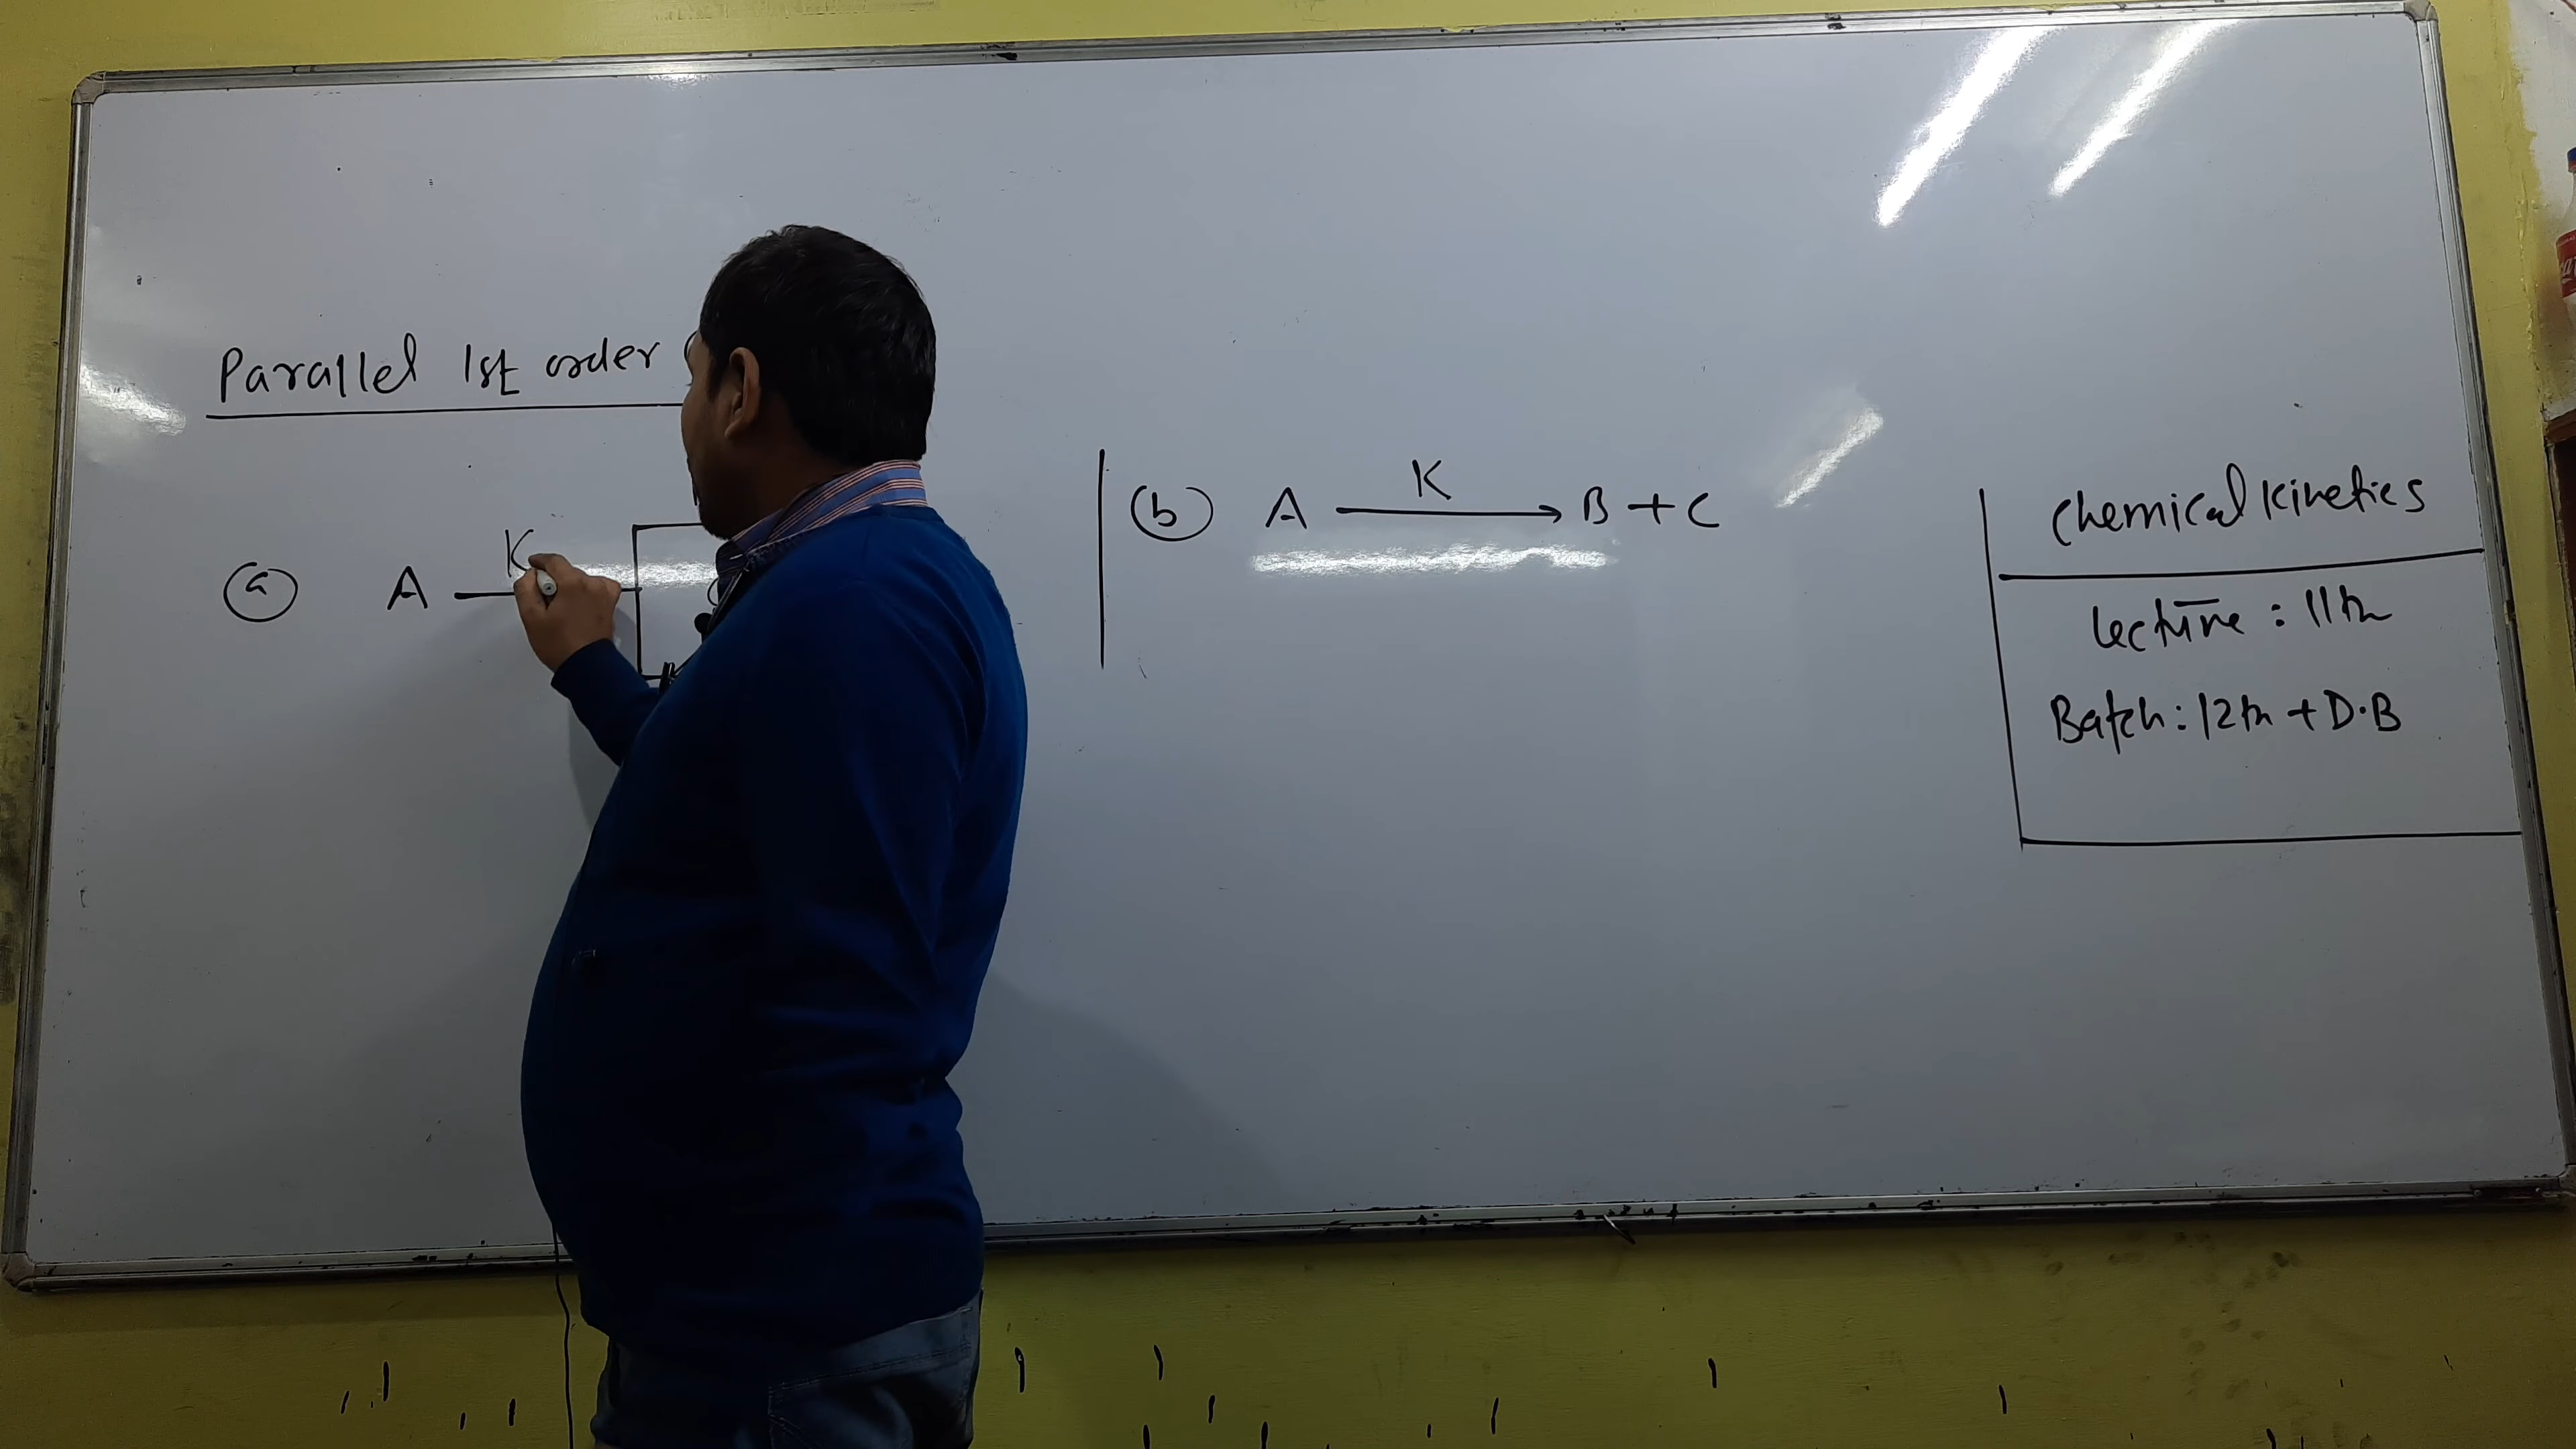 Parallel 1st order
(a) A K
(b) A K → B + C
Chemical Kinetics
Lecture : 11th
Batch : 12th + D.B